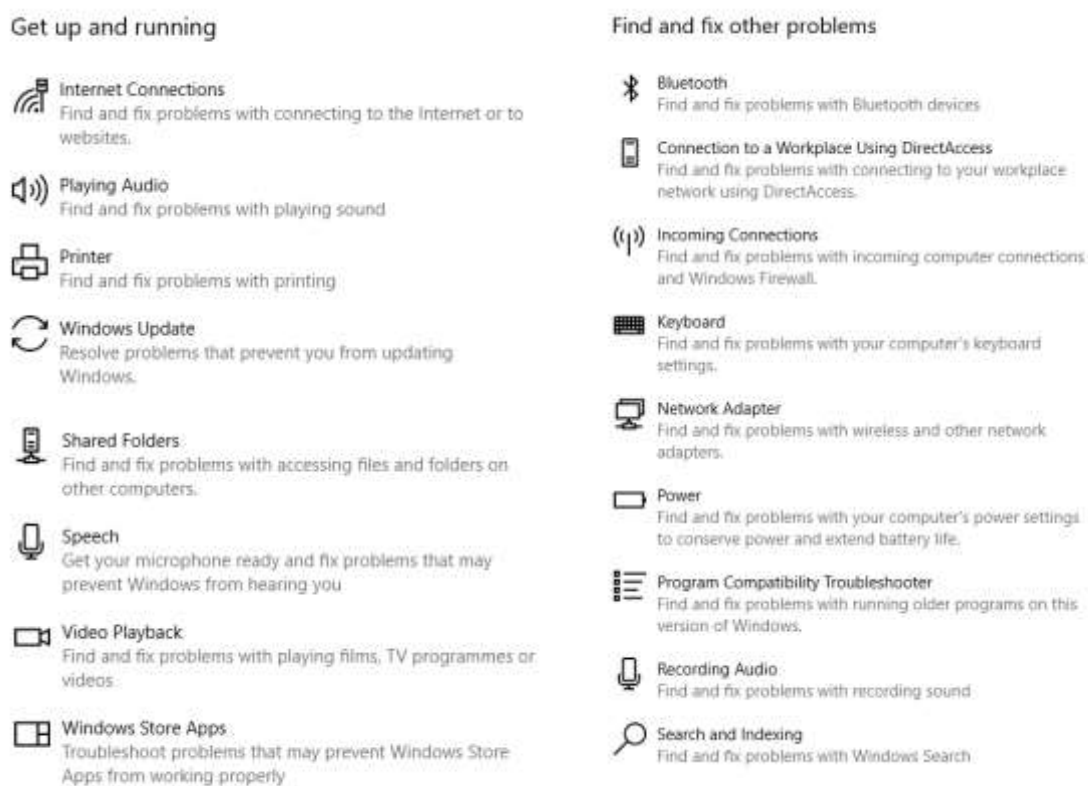 Get up and running
Internet Connections
Find and fix problems with connecting to the Internet or to
websites.
Playing Audio
Find and fix problems with playing sound
Printer
Find and fix problems with printing
Windows Update
Resolve problems that prevent you from updating
Windows.
Shared Folders
Find and fix problems with accessing files and folders on
other computers.
Speech
Get your microphone ready and fix problems that may
prevent Windows from hearing you
Video Playback
Find and fix problems with playing films, TV programmes or
videos
Windows Store Apps
Troubleshoot problems that may prevent Windows Store
Apps from working properly
Find and fix other problems
Bluetooth
Find and fix problems with Bluetooth devices
Connection to a Workplace Using DirectAccess
Find and fix problems with connecting to your workplace
network using DirectAccess.
Incoming Connections
Find and fix problems with incoming computer connections
and Windows Firewall.
Keyboard
Find and fix problems with your computer's keyboard
settings.
Network Adapter
Find and fix problems with wireless and other network
adapters.
Power
Find and fix problems with your computer's power settings
to conserve power and extend battery life.
Program Compatibility Troubleshooter
Find and fix problems with running older programs on this
version of Windows.
Recording Audio
Find and fix problems with recording sound
Search and Indexing
Find and fix problems with Windows Search